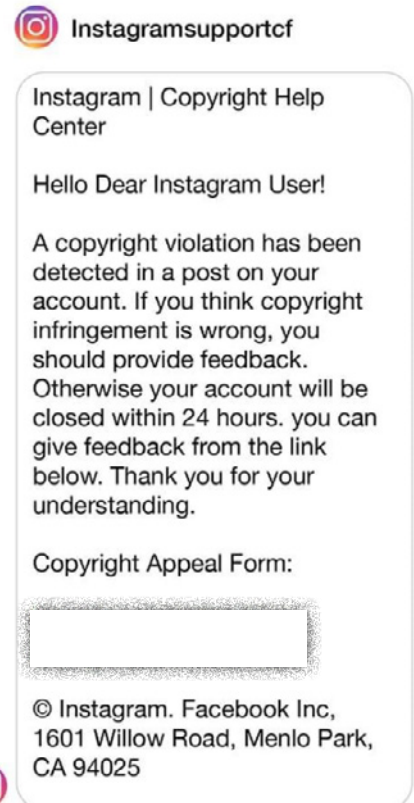 Instagramsupportcf
Instagram | Copyright Help
Center
Hello Dear Instagram User!
A copyright violation has been
detected in a post on your
account. If you think copyright
infringement is wrong, you
should provide feedback.
Otherwise your account will be
closed within 24 hours. you can
give feedback from the link
below. Thank you for your
understanding.
Copyright Appeal Form:
© Instagram. Facebook Inc,
1601 Willow Road, Menlo Park,
CA 94025